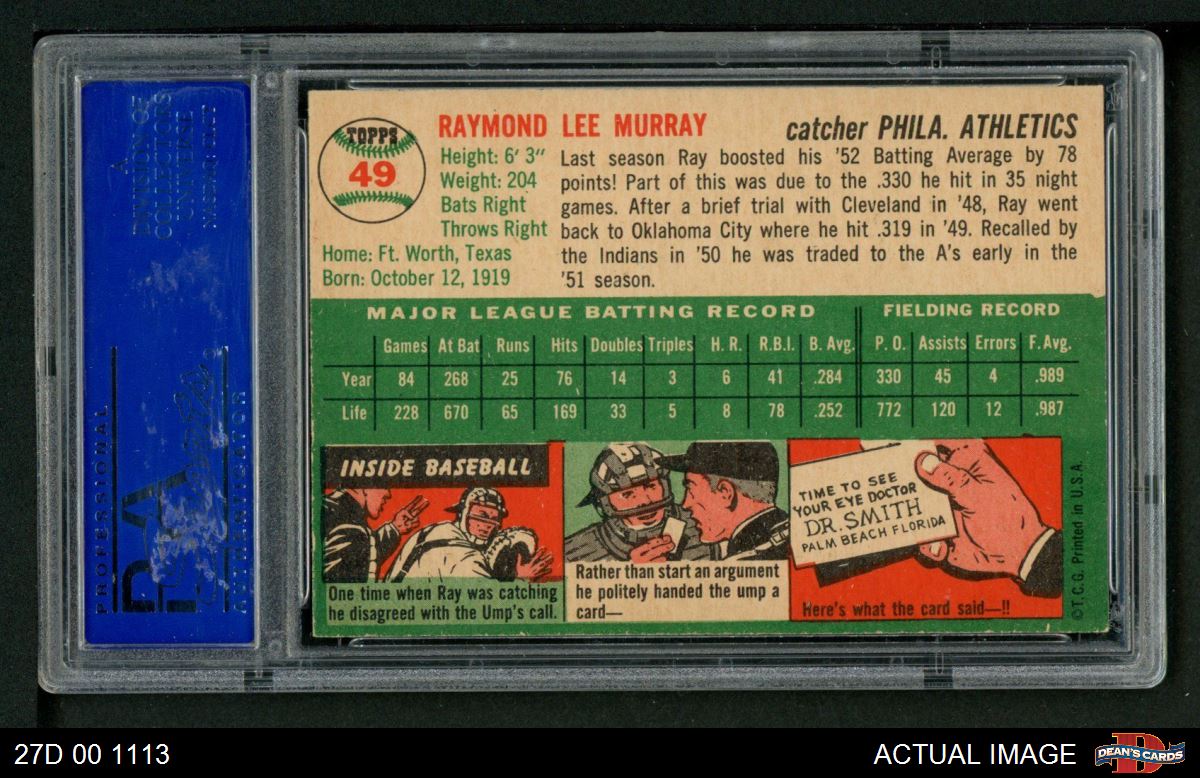 A
DIVISION OF
COLLECTORS
UNIVERSE
NASDAQ: CLCT
PROFESSIONAL
PSA
AUTHENTICATOR
TOPPS
49
RAYMOND LEE MURRAY
catcher PHILA. ATHLETICS
Height: 6' 3"
Weight: 204
Bats Right
Throws Right
Home: Ft. Worth, Texas
Born: October 12, 1919
Last season Ray boosted his '52 Batting Average by 78
points! Part of this was due to the .330 he hit in 35 night
games. After a brief trial with Cleveland in '48, Ray went
back to Oklahoma City where he hit .319 in '49. Recalled by
the Indians in '50 he was traded to the A's early in the
'51 season.
MAJOR LEAGUE BATTING RECORD FIELDING RECORD
Games At Bat Runs Hits Doubles Triples H. R. R.B.I. B. Avg. P. O. Assists Errors F. Avg.
Year 84 268 25 76 14 3 6 41 .284 330 45 4 .989
Life 228 670 65 169 33 5 8 78 .252 772 120 12 .987
INSIDE BASEBALL
One time when Ray was catching
he disagreed with the Ump's call.
Rather than start an argument
he politely handed the ump a
card—
TIME TO SEE
YOUR EYE DOCTOR
DR. SMITH
PALM BEACH FLORIDA
Here's what the card said—!!
©T.C.G. Printed in U.S.A.
27D 00 1113
ACTUAL IMAGE
DEAN'S CARDS